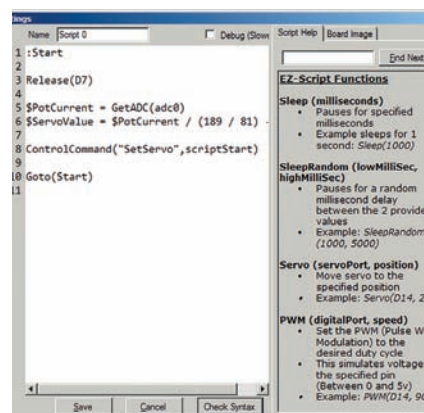 ings
Name Script 0
Debug (Slow
1 :Start
2
3 Release(D7)
4
5 $PotCurrent = GetADC(adc0)
6 $ServoValue = $PotCurrent / (189 / 81) -
7
8 ControlCommand("SetServo",scriptStart)
9
10 Goto(Start)
11
Save Cancel Check Syntax
Script Help Board Image
Find Next
EZ-Script Functions
Sleep (milliseconds)
• Pauses for specified
milliseconds
• Example sleeps for 1
second: Sleep(1000)
SleepRandom (lowMilliSec,
highMilliSec)
• Pauses for a random
millisecond delay
between the 2 provide
values
• Example: SleepRandom
(1000, 5000)
Servo (servoPort, position)
• Move servo to the
specified position
• Example: Servo(D14, 2
PWM (digitalPort, speed)
• Set the PWM (Pulse W
Modulation) to the
desired duty cycle
• This simulates voltage
the specified pin
(Between 0 and 5v)
• Example: PWM(D14, 90